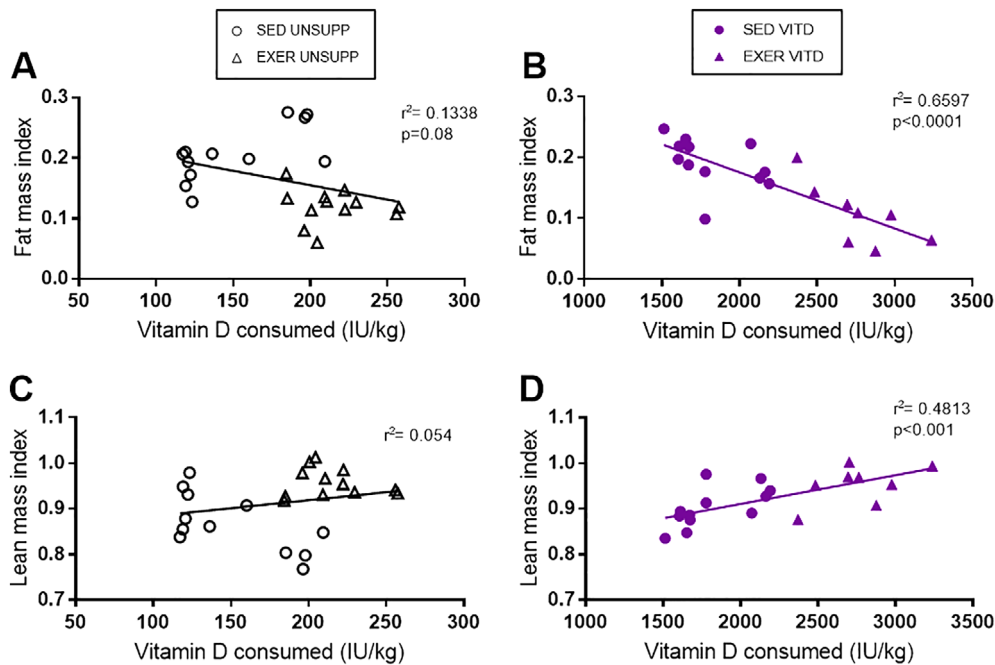 SED UNSUPP
EXER UNSUPP
SED VITD
EXER VITD
A
r²= 0.1338
p=0.08
0.3
0.2
0.1
0.0
Fat mass index
50 100 150 200 250 300
Vitamin D consumed (IU/kg)
B
r²= 0.6597
p<0.0001
0.3
0.2
0.1
0.0
Fat mass index
1000 1500 2000 2500 3000 3500
Vitamin D consumed (IU/kg)
C
r²= 0.054
1.1
1.0
0.9
0.8
0.7
Lean mass index
50 100 150 200 250 300
Vitamin D consumed (IU/kg)
D
r²= 0.4813
p<0.001
1.1
1.0
0.9
0.8
0.7
Lean mass index
1000 1500 2000 2500 3000 3500
Vitamin D consumed (IU/kg)